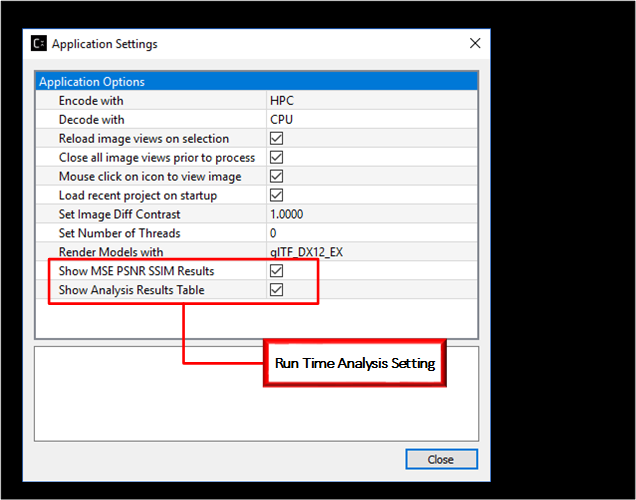 C:
Application Settings
Application Options
Encode with HPC
Decode with CPU
Reload image views on selection
Close all image views prior to process
Mouse click on icon to view image
Load recent project on startup
Set Image Diff Contrast 1.0000
Set Number of Threads 0
Render Models with glTF_DX12_EX
Show MSE PSNR SSIM Results
Show Analysis Results Table
Run Time Analysis Setting
Close